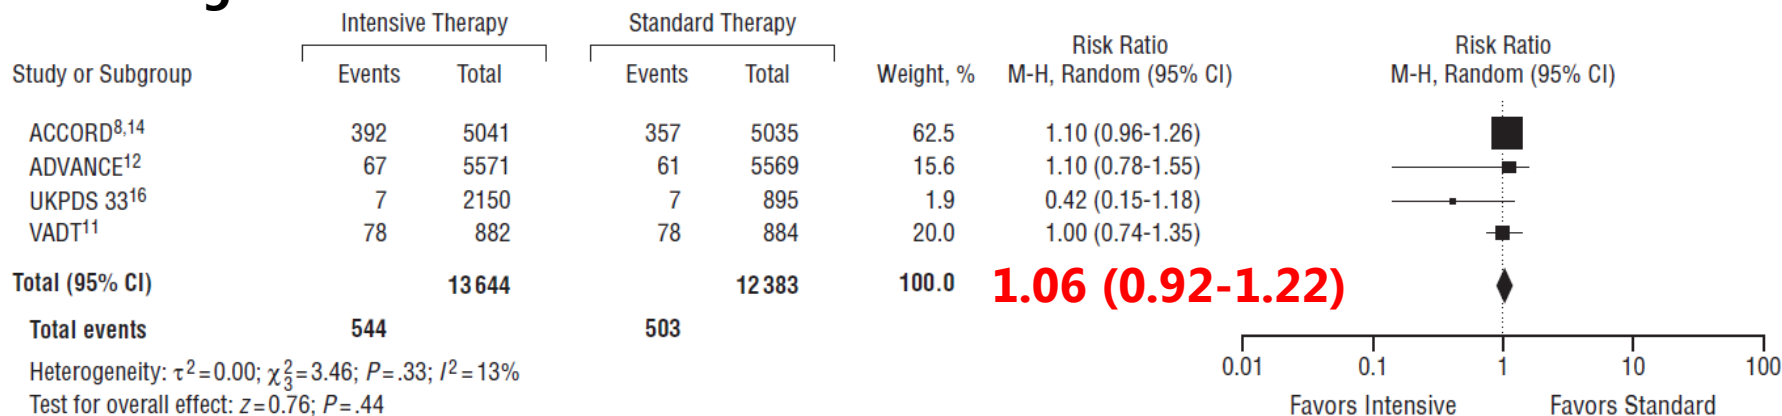 Intensive Therapy Standard Therapy
Risk Ratio Risk Ratio
Study or Subgroup Events Total Events Total Weight, % M-H, Random (95% CI) M-H, Random (95% CI)
ACCORD8,14 392 5041 357 5035 62.5 1.10 (0.96-1.26)
ADVANCE12 67 5571 61 5569 15.6 1.10 (0.78-1.55)
UKPDS 3316 7 2150 7 895 1.9 0.42 (0.15-1.18)
VADT11 78 882 78 884 20.0 1.00 (0.74-1.35)
Total (95% CI) 13 644 12 383 100.0 1.06 (0.92-1.22)
Total events 544 503
Heterogeneity: τ2=0.00; χ23=3.46; P=.33; I2=13%
Test for overall effect: z=0.76; P=.44
0.01 0.1 1 10 100
Favors Intensive Favors Standard